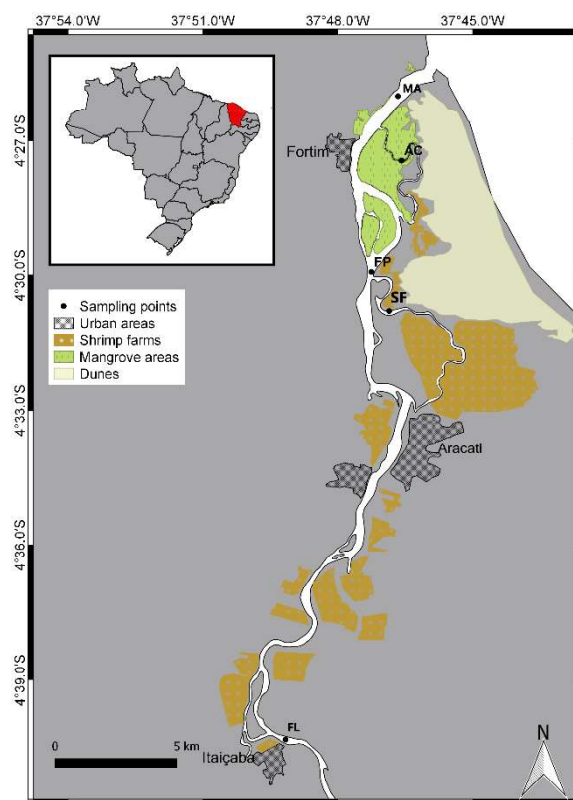 37°54.0'W 37°51.0'W 37°48.0'W 37°45.0'W
MA
4°27.0'S
Fortim
AC
4°30.0'S
FP
SF
Sampling points
Urban areas
Shrimp farms
Mangrove areas
Dunes
4°33.0'S
Aracati
4°36.0'S
4°39.0'S
FL
Itaiçaba
0 5 km
N